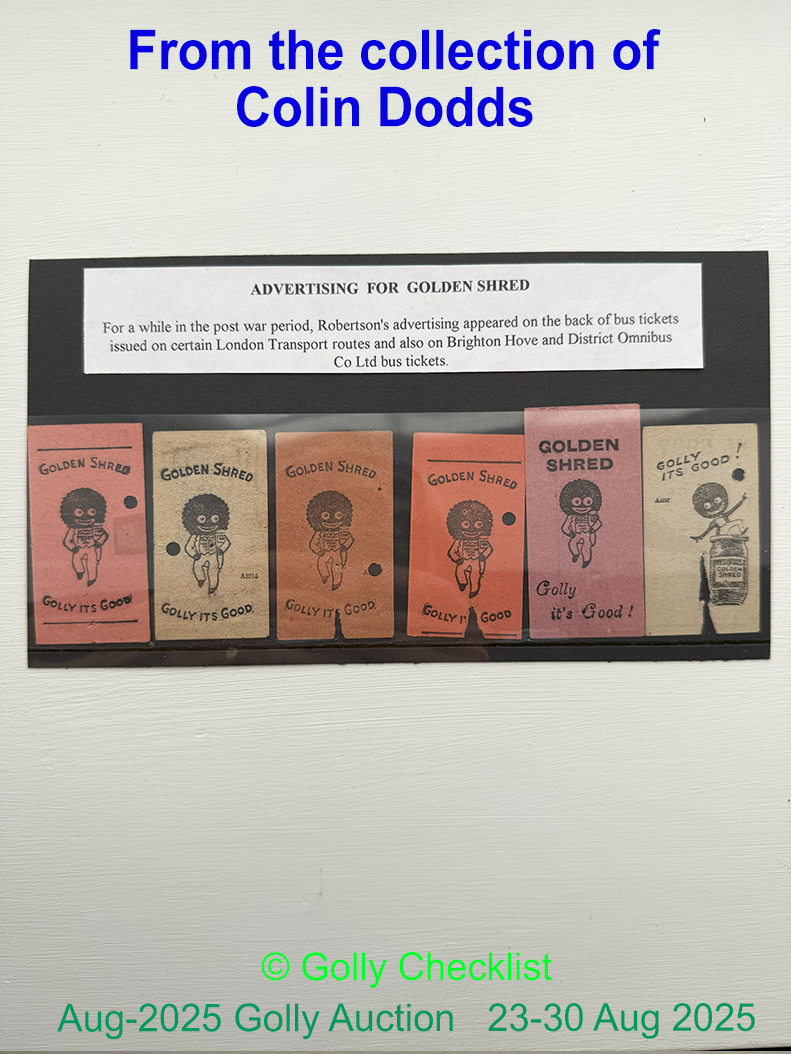 From the collection of
Colin Dodds
ADVERTISING FOR GOLDEN SHRED
For a while in the post war period, Robertson's advertising appeared on the back of bus tickets
issued on certain London Transport routes and also on Brighton Hove and District Omnibus
Co Ltd bus tickets.
GOLDEN SHRED
GOLLY ITS GOOD
GOLDEN SHRED
GOLLY ITS GOOD
GOLDEN SHRED
GOLLY IT GOOD
GOLDEN SHRED
GOLLY I GOOD
GOLDEN
SHRED
Golly
it's Good!
GOLLY
ITS GOOD!
GOLDEN
SHRED
© Golly Checklist
Aug-2025 Golly Auction 23-30 Aug 2025